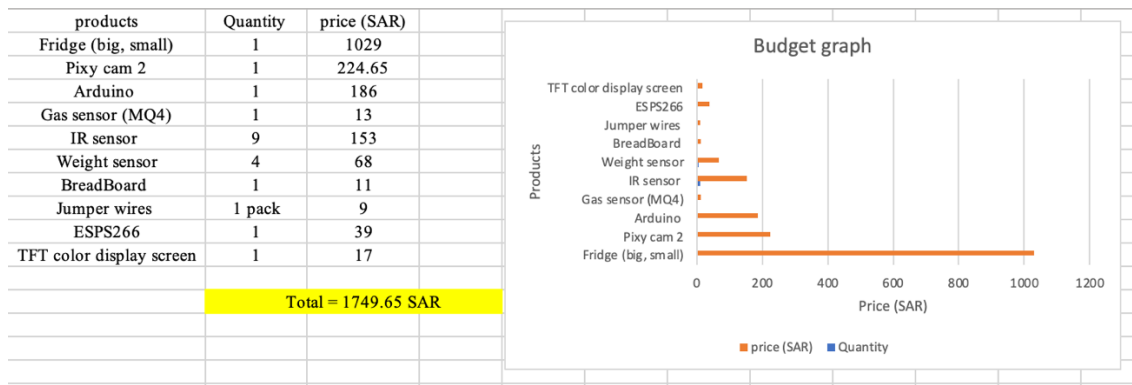 products Quantity price (SAR)
Fridge (big, small) 1 1029
Pixy cam 2 1 224.65
Arduino 1 186
Gas sensor (MQ4) 1 13
IR sensor 9 153
Weight sensor 4 68
BreadBoard 1 11
Jumper wires 1 pack 9
ESPS266 1 39
TFT color display screen 1 17
Total = 1749.65 SAR
Budget graph
Products
TFT color display screen
ESPS266
Jumper wires
BreadBoard
Weight sensor
IR sensor
Gas sensor (MQ4)
Arduino
Pixy cam 2
Fridge (big, small)
0 200 400 600 800 1000 1200
Price (SAR)
price (SAR) Quantity